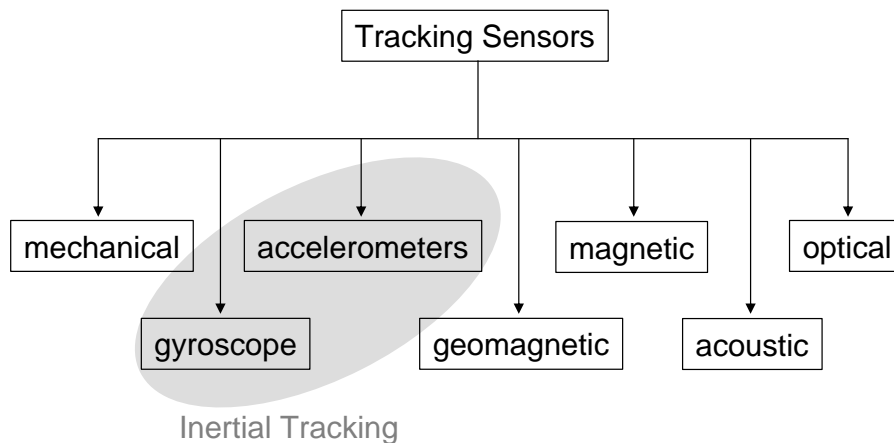 Tracking Sensors
mechanical
accelerometers
magnetic
optical
gyroscope
geomagnetic
acoustic
Inertial Tracking